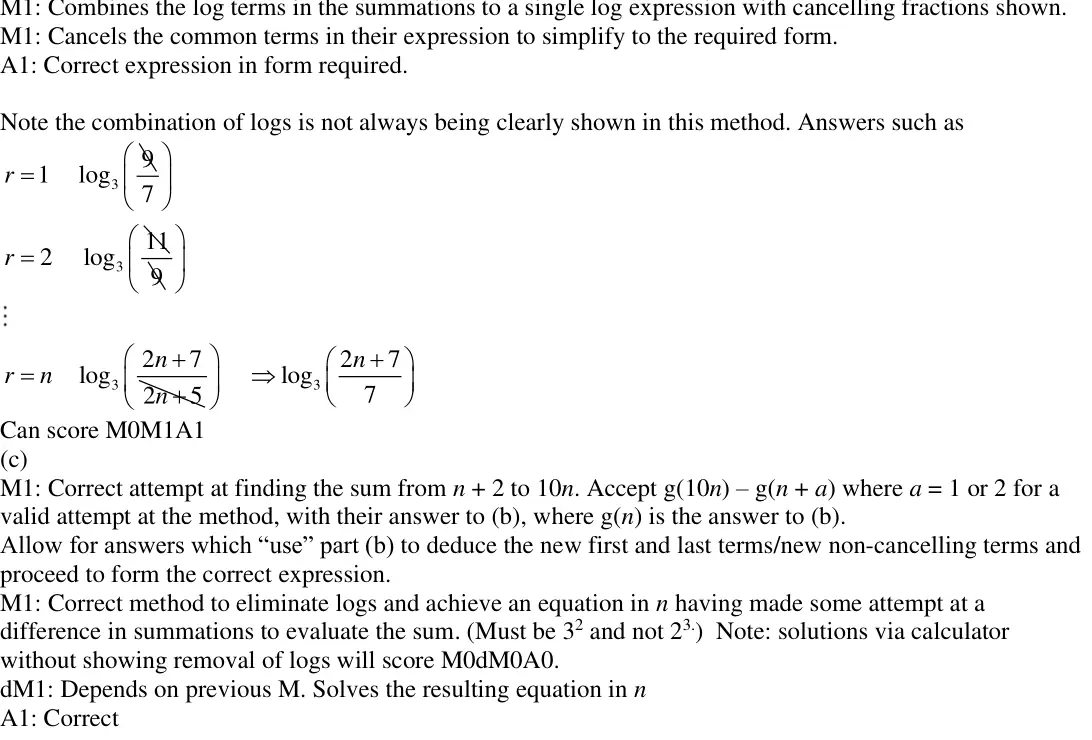 M1: Combines the log terms in the summations to a single log expression with cancelling fractions shown.
M1: Cancels the common terms in their expression to simplify to the required form.
A1: Correct expression in form required.
Note the combination of logs is not always being clearly shown in this method. Answers such as
r = 1 log₃(9/7)
r = 2 log₃(11/9)
⋮
r = n log₃((2n + 7)/(2n + 5)) ⇒ log₃((2n + 7)/7)
Can score M0M1A1
(c)
M1: Correct attempt at finding the sum from n + 2 to 10n. Accept g(10n) – g(n + a) where a = 1 or 2 for a
valid attempt at the method, with their answer to (b), where g(n) is the answer to (b).
Allow for answers which “use” part (b) to deduce the new first and last terms/new non-cancelling terms and
proceed to form the correct expression.
M1: Correct method to eliminate logs and achieve an equation in n having made some attempt at a
difference in summations to evaluate the sum. (Must be 3² and not 2³·) Note: solutions via calculator
without showing removal of logs will score M0dM0A0.
dM1: Depends on previous M. Solves the resulting equation in n
A1: Correct